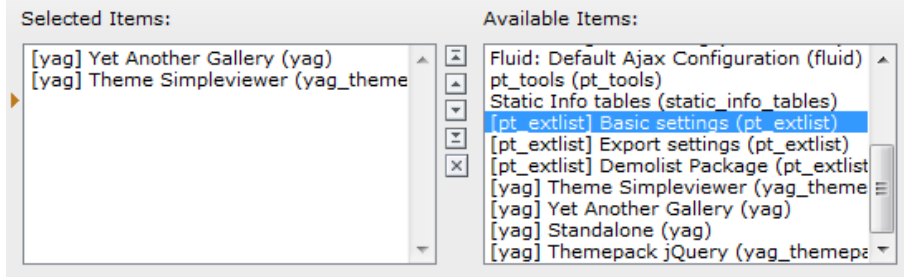 Selected Items:
[yag] Yet Another Gallery (yag)
[yag] Theme Simpleviewer (yag_theme
Available Items:
Fluid: Default Ajax Configuration (fluid)
pt_tools (pt_tools)
Static Info tables (static_info_tables)
[pt_extlist] Basic settings (pt_extlist)
[pt_extlist] Export settings (pt_extlist)
[pt_extlist] Demolist Package (pt_extlist
[yag] Theme Simpleviewer (yag_theme
[yag] Yet Another Gallery (yag)
[yag] Standalone (yag)
[yag] Themepack jQuery (yag_themepa